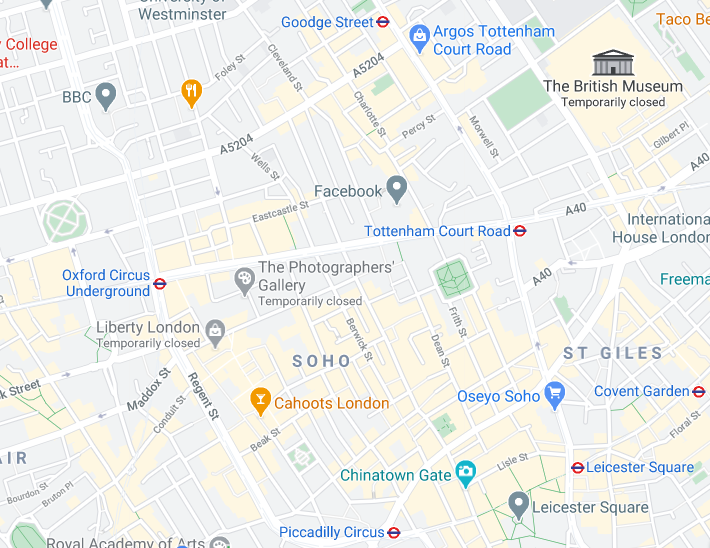 University of
Westminster
Goodge Street
Argos Tottenham
Court Road
Taco Be
y College
at...
The British Museum
Temporarily closed
BBC
Foley St
Cleveland St
A5204
Charlotte St
Percy St
Morwell St
Gilbert Pl
A5204
Wells St
A40
Facebook
Eastcastle St
A40
Tottenham Court Road
Internationa
House London
Oxford Circus
Underground
The Photographers'
Gallery
Temporarily closed
A40
Freema
Liberty London
Temporarily closed
Berwick St
Frith St
Dean St
SOHO
ST GILES
k Street
Maddox St
Regent St
Conduit St
Cahoots London
Oseyo Soho
Covent Garden
Floral St
Beak St
AIR
Chinatown Gate
Lisle St
Leicester Square
Bourdon St
Bruton Pl
Leicester Square
Piccadilly Circus
Royal Academy of Arts